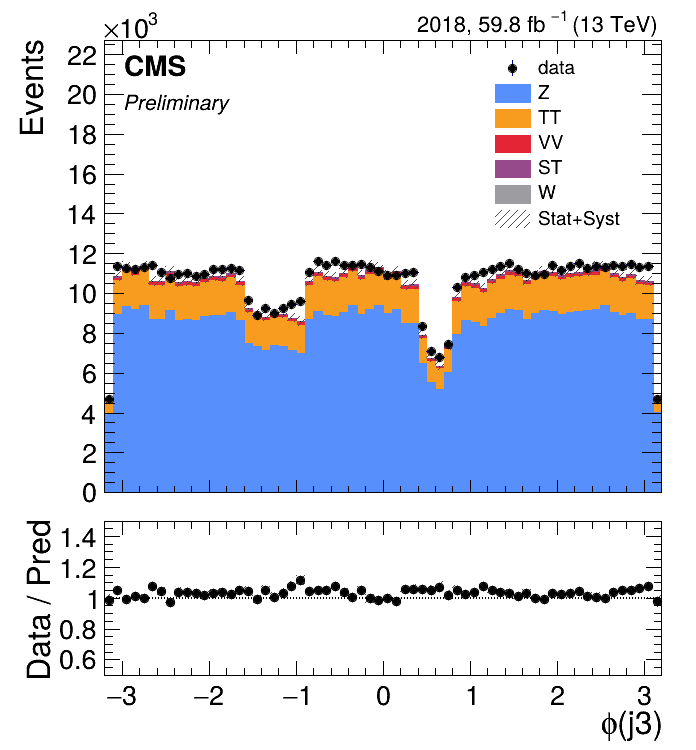 ×10³
2018, 59.8 fb⁻¹ (13 TeV)
Events
22
20
18
16
14
12
10
8
6
4
2
0
CMS
Preliminary
data
Z
TT
VV
ST
W
Stat+Syst
Data / Pred
1.4
1.2
1
0.8
0.6
−3
−2
−1
0
1
2
3
ϕ(j3)